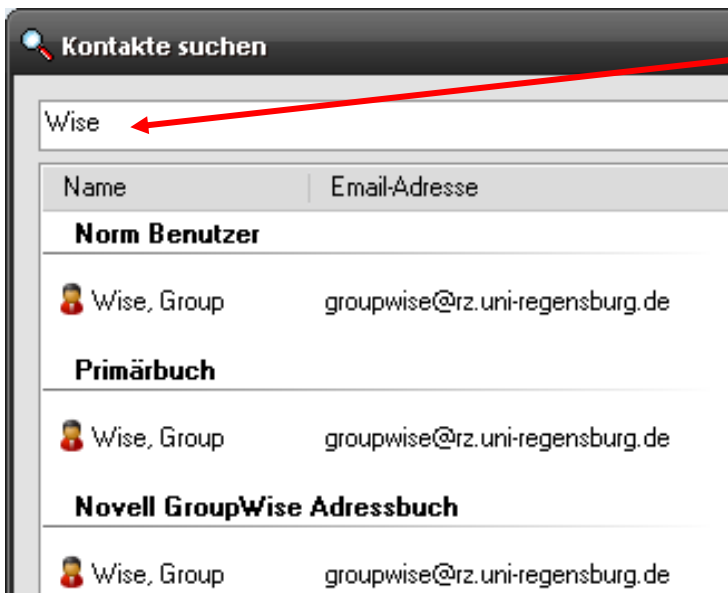 Kontakte suchen
Wise
Name Email-Adresse
Norm Benutzer
Wise, Group groupwise@rz.uni-regensburg.de
Primärbuch
Wise, Group groupwise@rz.uni-regensburg.de
Novell GroupWise Adressbuch
Wise, Group groupwise@rz.uni-regensburg.de